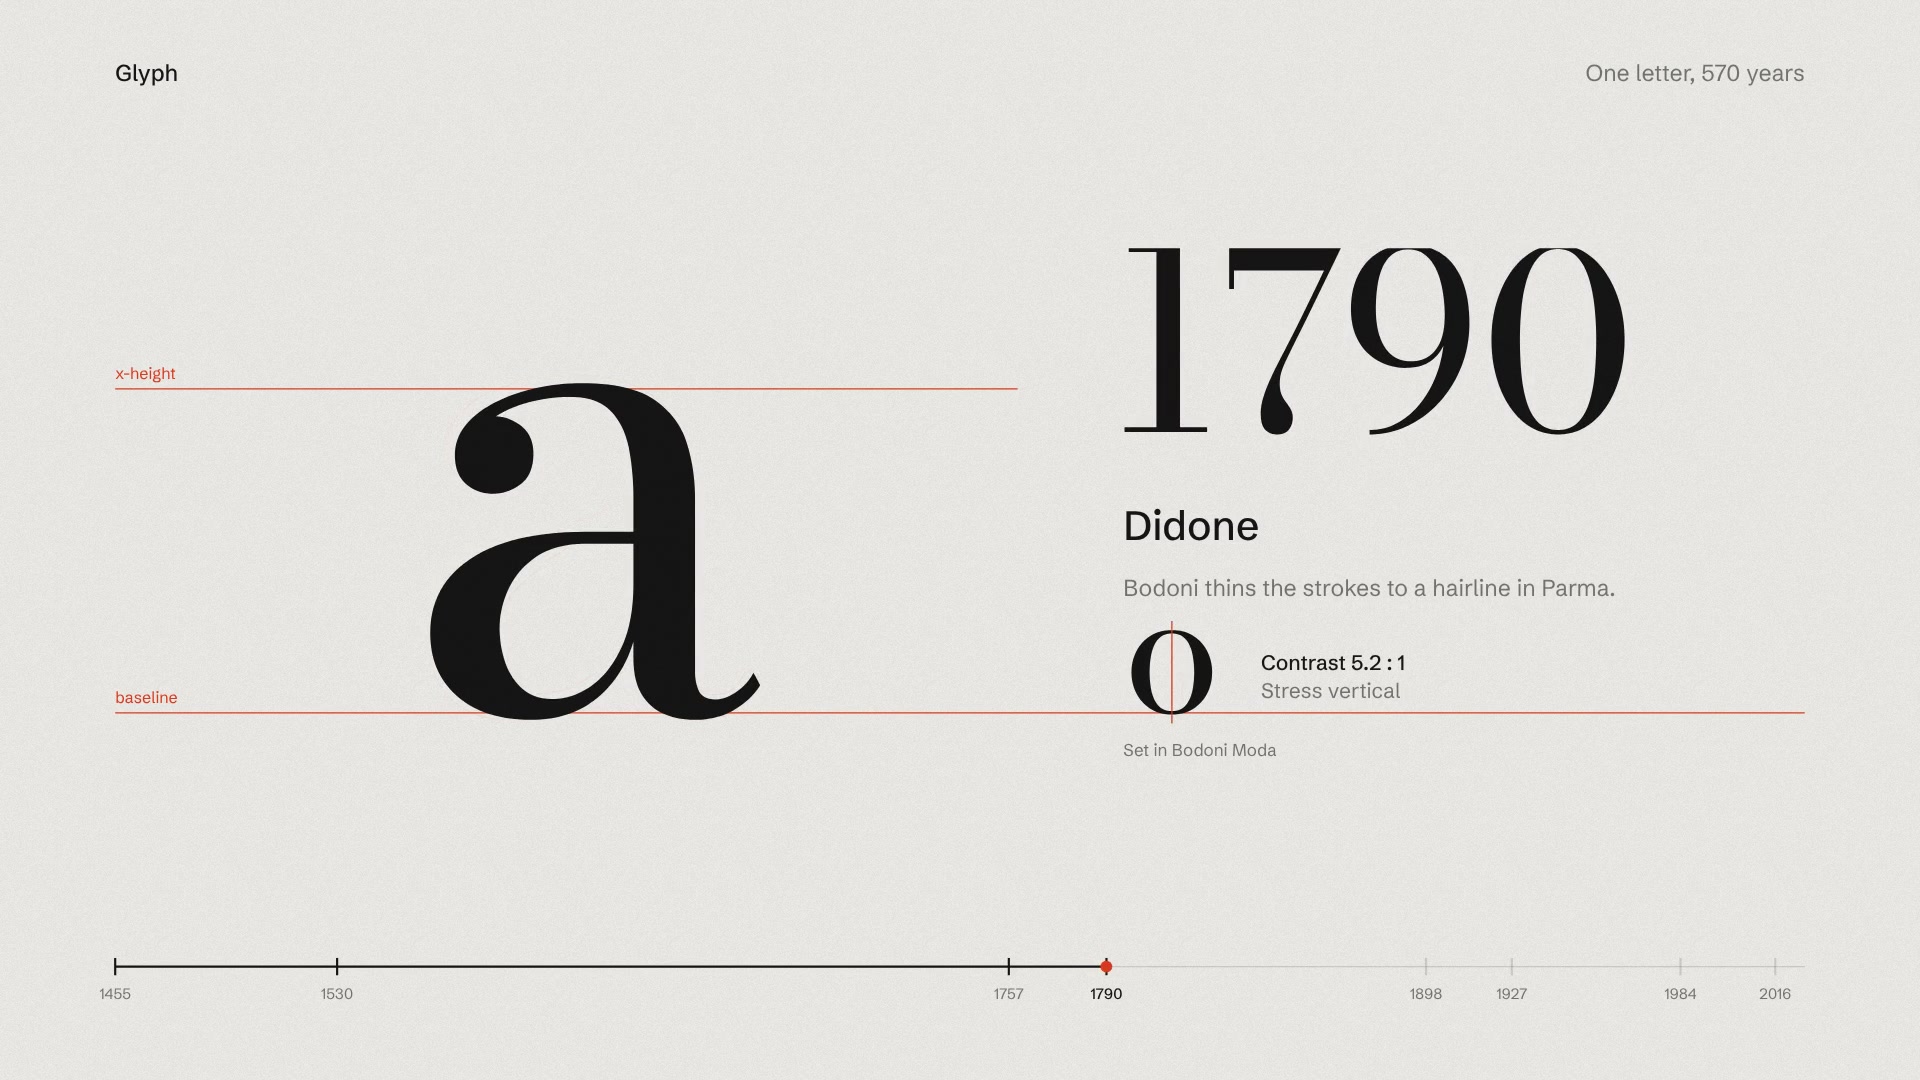 Glyph
One letter, 570 years
x-height
a
baseline
1790
Didone
Bodoni thins the strokes to a hairline in Parma.
o
Contrast 5.2 : 1
Stress vertical
Set in Bodoni Moda
1455 1530 1757 1790 1898 1927 1984 2016